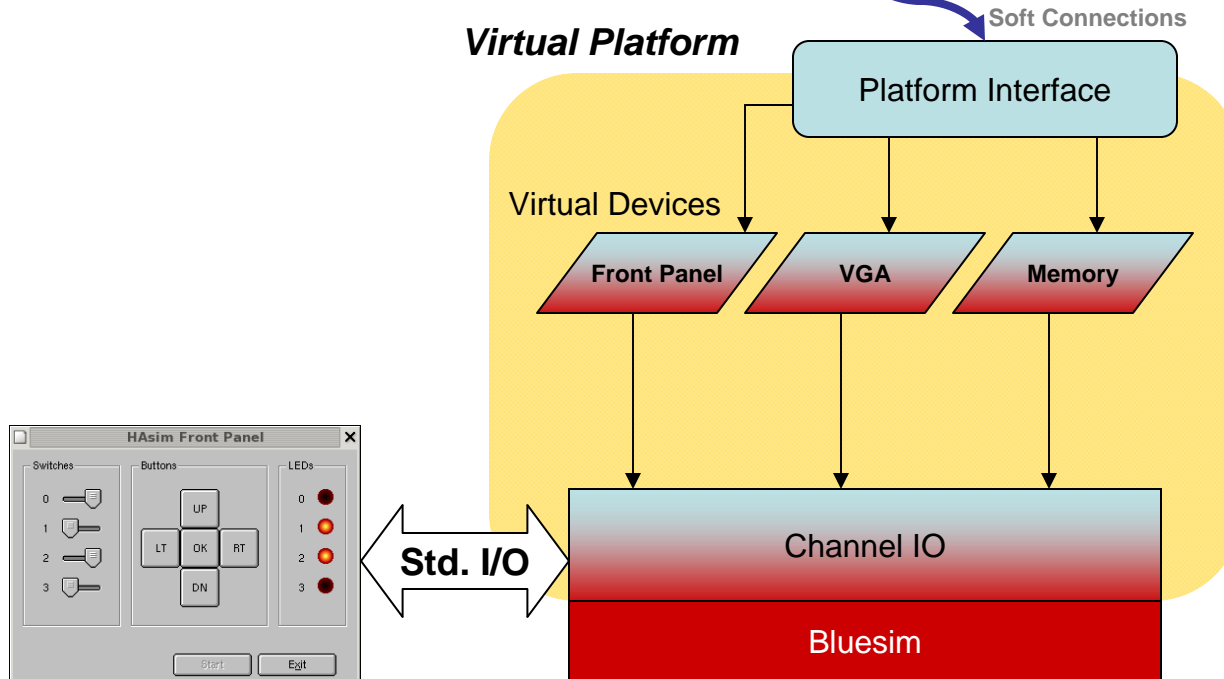 Soft Connections
Virtual Platform
Platform Interface
Virtual Devices
Front Panel
VGA
Memory
HAsim Front Panel
Switches
Buttons
LEDs
0
1
2
3
UP
LT
OK
RT
DN
0
1
2
3
Start
Exit
Std. I/O
Channel IO
Bluesim